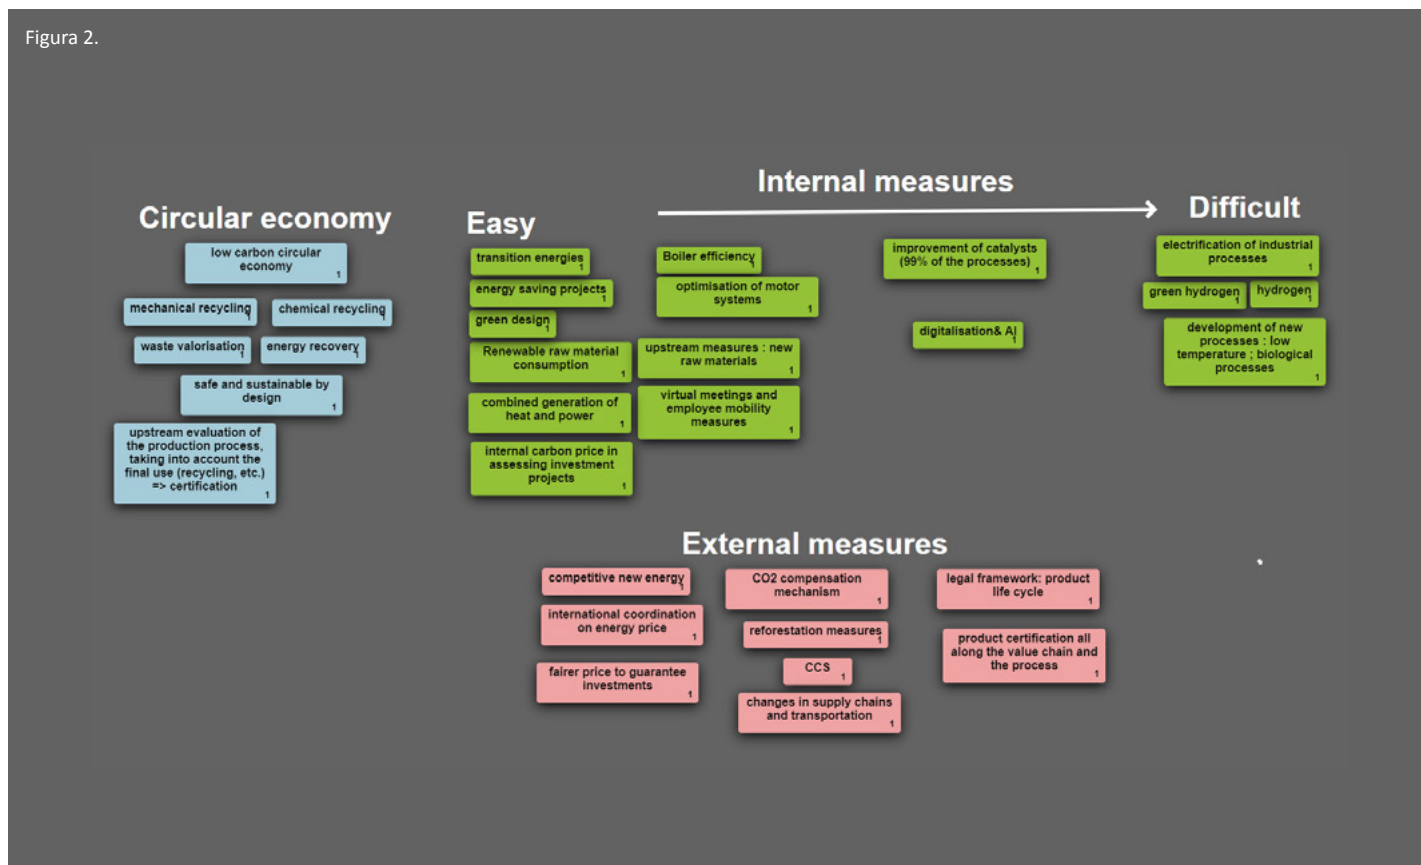 Figura 2.
Circular economy
low carbon circular
economy
1
mechanical recycling
1
chemical recycling
1
waste valorisation
1
energy recovery
1
safe and sustainable by
design
1
upstream evaluation of
the production process,
taking into account the
final use (recycling, etc.)
=> certification
1
Internal measures
Easy
Difficult
transition energies
1
energy saving projects
1
green design
1
Renewable raw material
consumption
1
combined generation of
heat and power
1
internal carbon price in
assessing investment
projects
1
Boiler efficiency
1
optimisation of motor
systems
1
upstream measures : new
raw materials
1
virtual meetings and
employee mobility
measures
1
improvement of catalysts
(99% of the processes)
1
digitalisation& AI
1
electrification of industrial
processes
1
green hydrogen
1
hydrogen
1
development of new
processes : low
temperature ; biological
processes
1
External measures
competitive new energy
1
international coordination
on energy price
1
fairer price to guarantee
investments
1
CO2 compensation
mechanism
1
reforestation measures
1
CCS
1
changes in supply chains
and transportation
1
legal framework: product
life cycle
1
product certification all
along the value chain and
the process
1